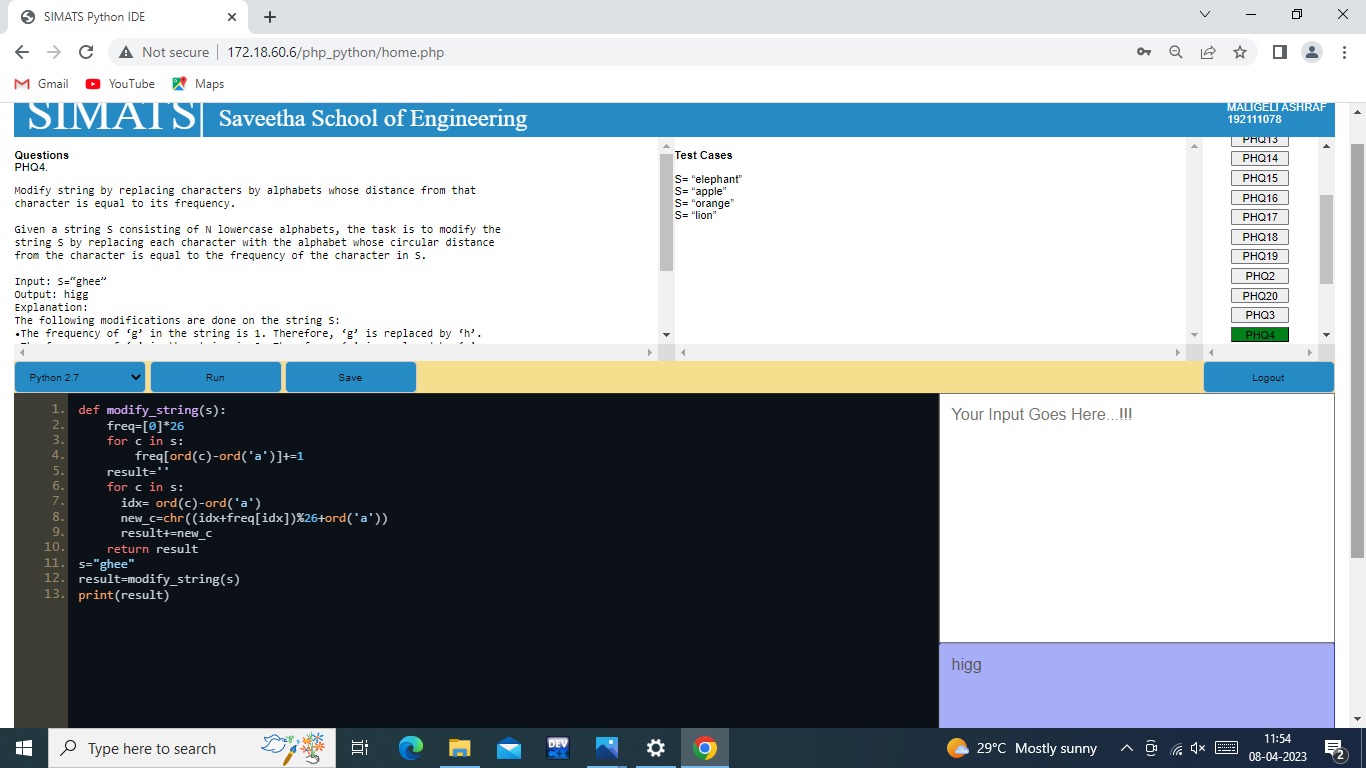 SIMATS Python IDE
Not secure
172.18.60.6/php_python/home.php
Gmail
YouTube
Maps
SIMATS
Saveetha School of Engineering
MALIGELI ASHRAF
192111078
Questions
PHQ4.
Modify string by replacing characters by alphabets whose distance from that
character is equal to its frequency.
Given a string S consisting of N lowercase alphabets, the task is to modify the
string S by replacing each character with the alphabet whose circular distance
from the character is equal to the frequency of the character in S.
Input: S=“ghee”
Output: higg
Explanation:
The following modifications are done on the string S:
•The frequency of ‘g’ in the string is 1. Therefore, ‘g’ is replaced by ‘h’.
Test Cases
S= “elephant”
S= “apple”
S= “orange”
S= “lion”
PHQ13
PHQ14
PHQ15
PHQ16
PHQ17
PHQ18
PHQ19
PHQ2
PHQ20
PHQ3
PHQ4
Python 2.7
Run
Save
Logout
1. def modify_string(s):
2. freq=[0]*26
3. for c in s:
4. freq[ord(c)-ord('a')]+=1
5. result=''
6. for c in s:
7. idx= ord(c)-ord('a')
8. new_c=chr((idx+freq[idx])%26+ord('a'))
9. result+=new_c
10. return result
11. s="ghee"
12. result=modify_string(s)
13. print(result)
Your Input Goes Here...!!!
higg
Type here to search
DEV
29°C Mostly sunny
11:54
08-04-2023
2